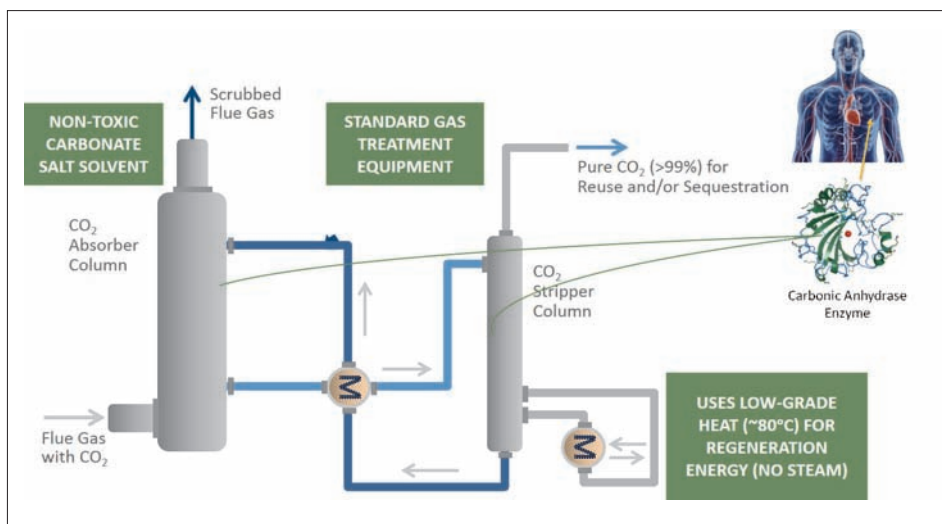 NON-TOXIC
CARBONATE
SALT SOLVENT
Scrubbed
Flue Gas
STANDARD GAS
TREATMENT
EQUIPMENT
Pure CO₂ (>99%) for
Reuse and/or Sequestration
CO₂
Absorber
Column
CO₂
Stripper
Column
Carbonic Anhydrase
Enzyme
M
M
Flue Gas
with CO₂
USES LOW-GRADE
HEAT (~80°C) FOR
REGENERATION
ENERGY (NO STEAM)